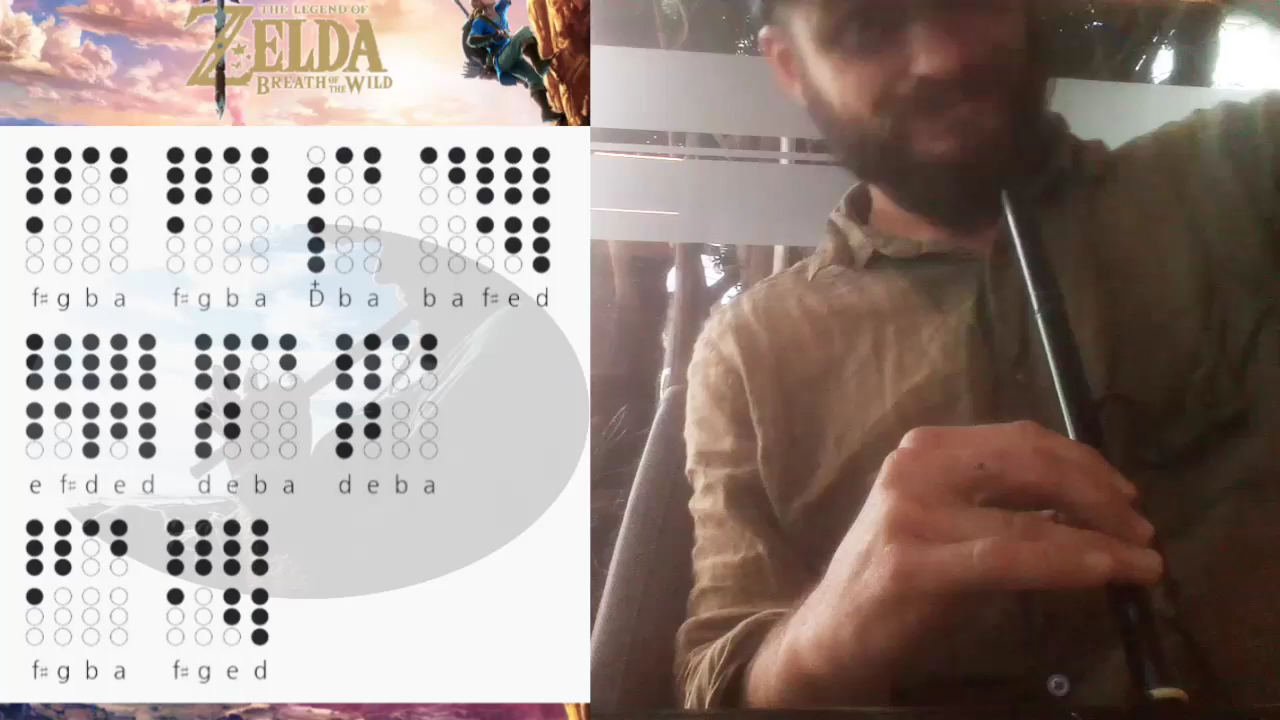 THE LEGEND OF
ZELDA
BREATH OF THE WILD
f♯ g b a f♯ g b a D+ b a b a f♯ e d
e f♯ d e d d e b a d e b a
f♯ g b a f♯ g e d